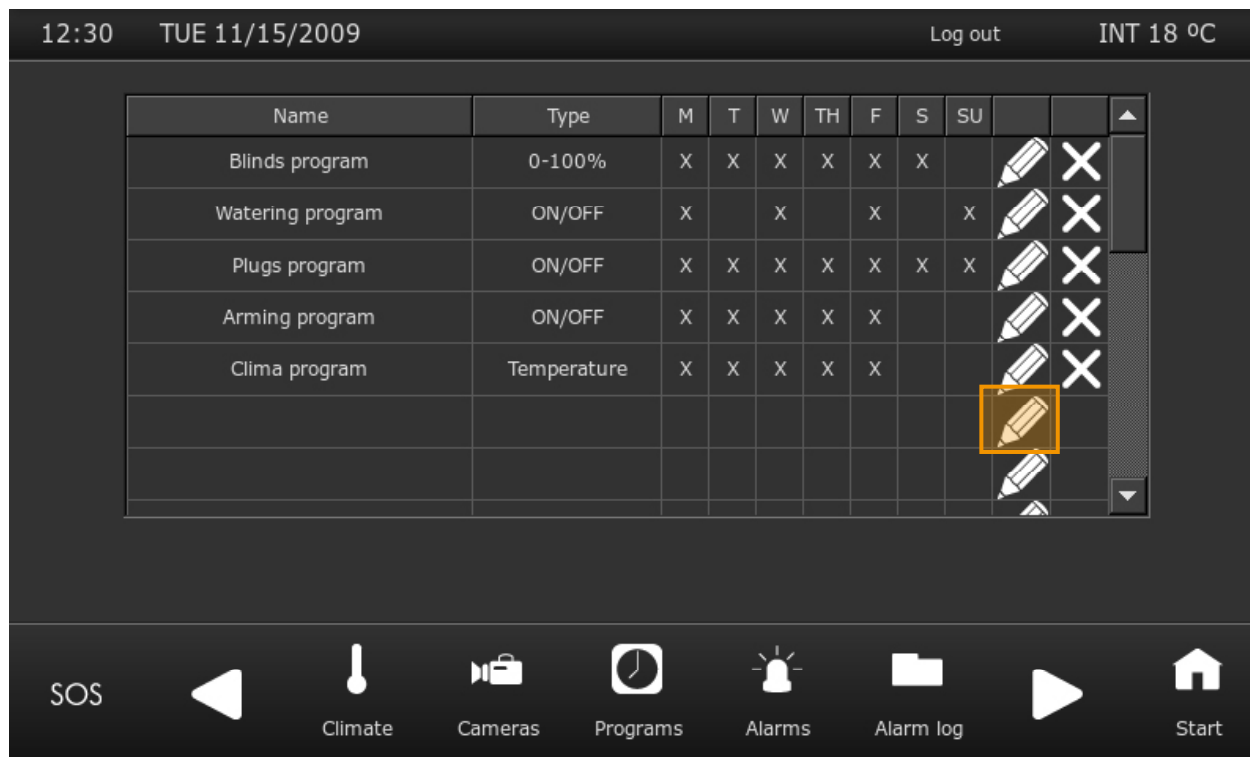 12:30 TUE 11/15/2009 Log out INT 18 ºC
Name Type M T W TH F S SU
Blinds program 0-100% X X X X X X
Watering program ON/OFF X X X X
Plugs program ON/OFF X X X X X X X
Arming program ON/OFF X X X X X
Clima program Temperature X X X X X
SOS Climate Cameras Programs Alarms Alarm log Start